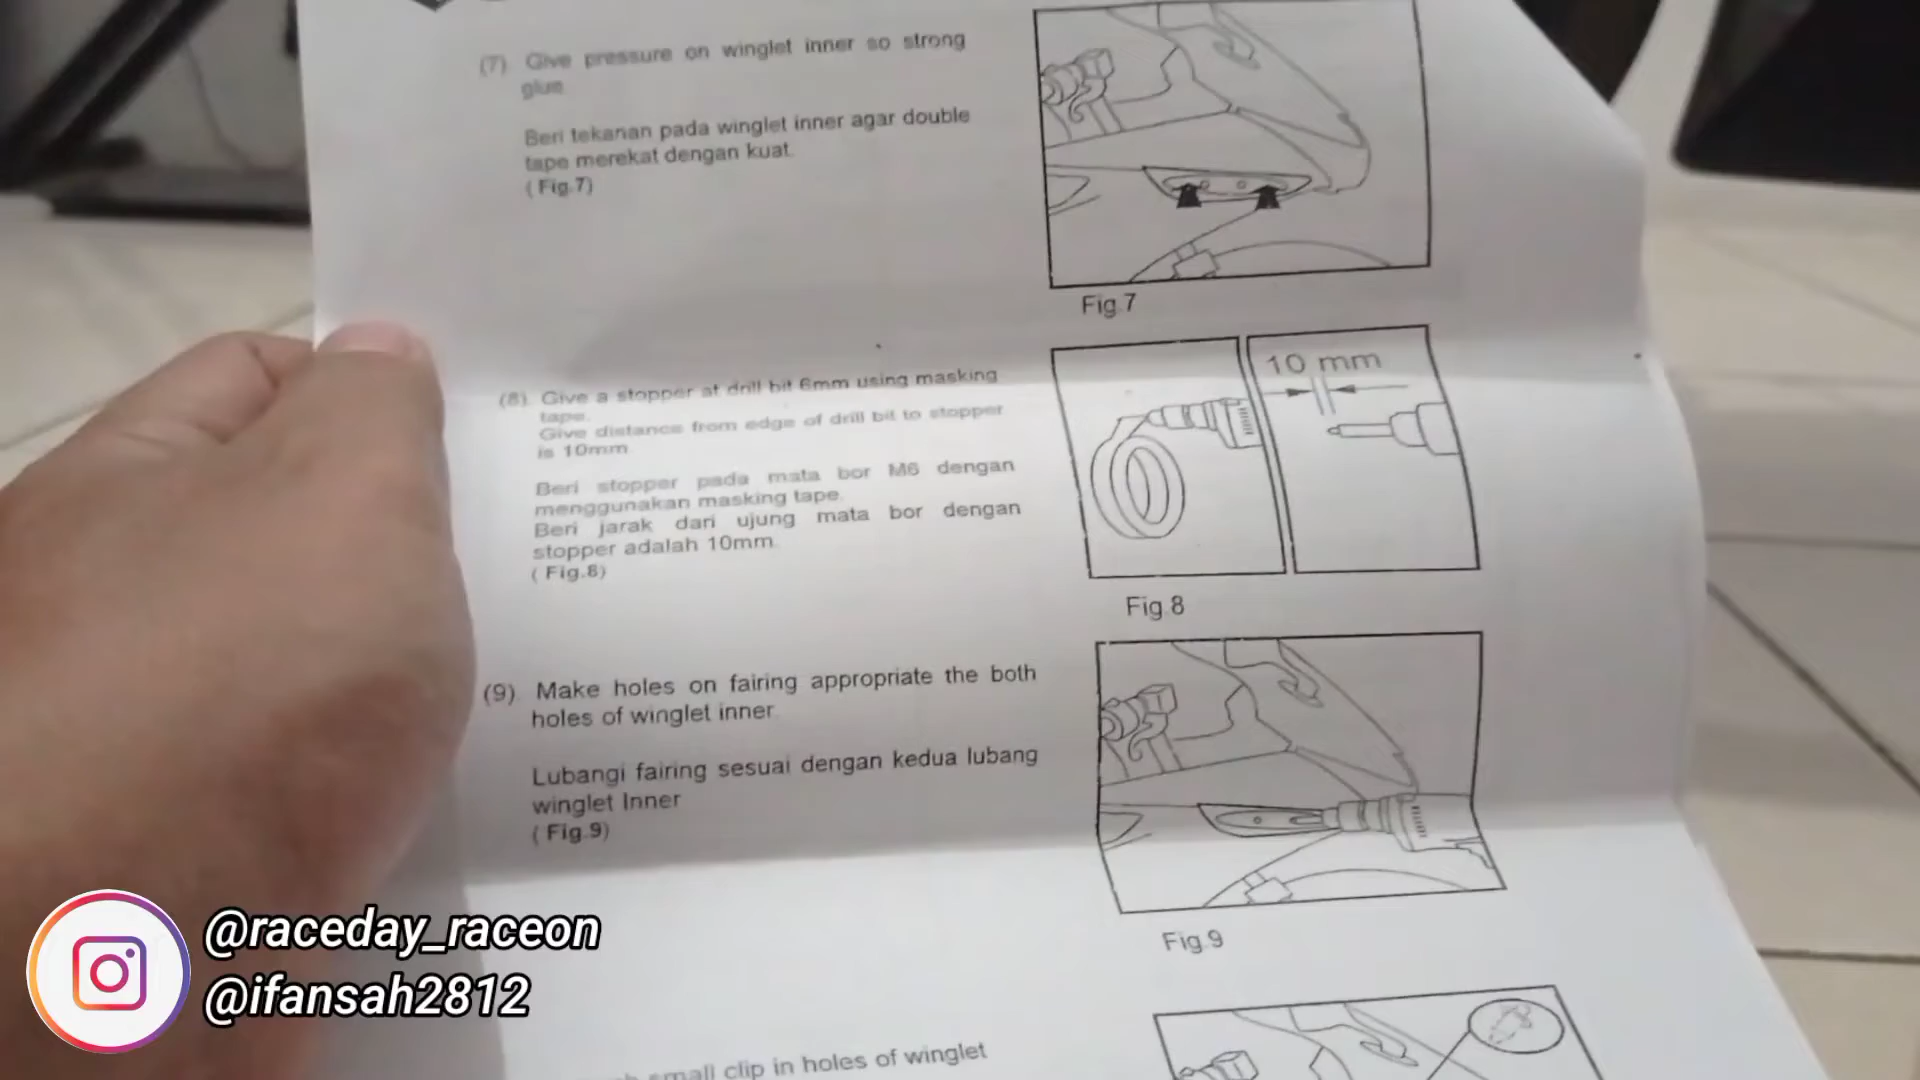 (7) Give pressure on winglet inner so strong
glue
Beri tekanan pada winglet inner agar double
tape merekat dengan kuat.
( Fig.7)
Fig.7
(8) Give a stopper at drill bit 6mm using masking
tape.
Give distance from edge of drill bit to stopper
is 10mm
Beri stopper pada mata bor M6 dengan
menggunakan masking tape.
Beri jarak dari ujung mata bor dengan
stopper adalah 10mm.
( Fig.8)
10 mm
Fig.8
(9) Make holes on fairing appropriate the both
holes of winglet inner.
Lubangi fairing sesuai dengan kedua lubang
winglet Inner
( Fig.9)
Fig.9
small clip in holes of winglet
@raceday_raceon
@ifansah2812